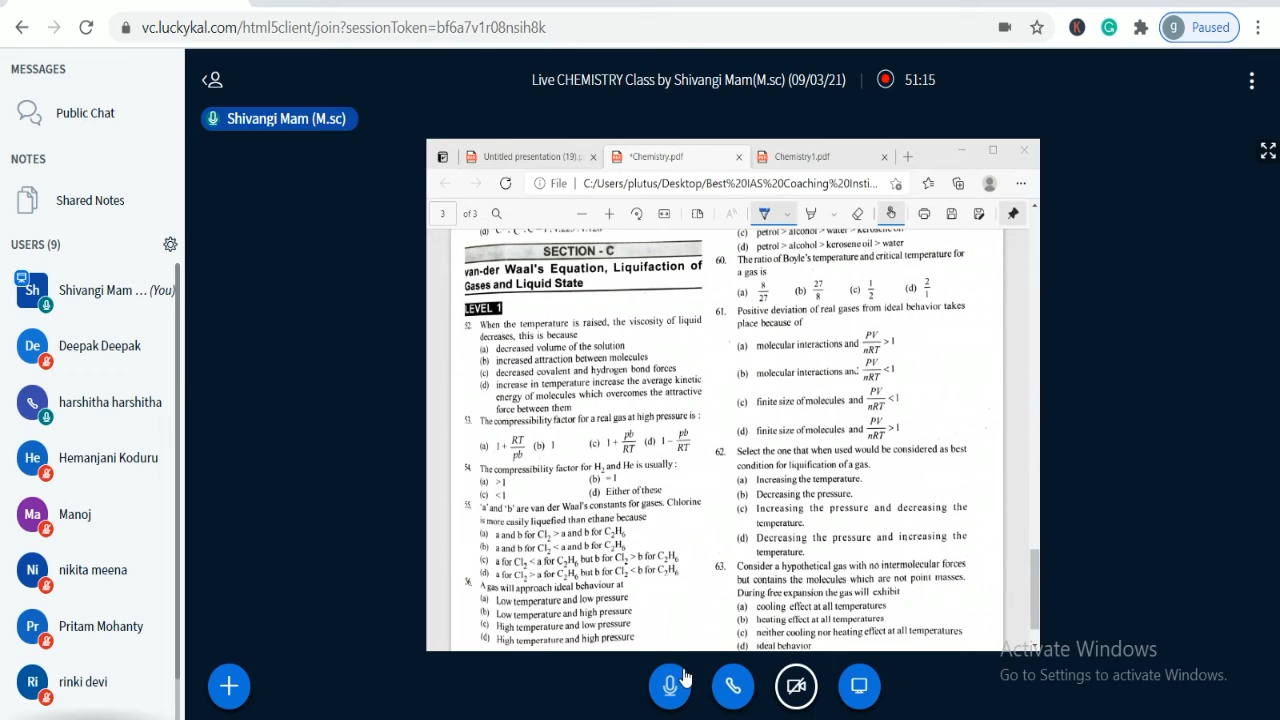 vc.luckykal.com/html5client/join?sessionToken=bf6a7v1r08nsih8k
K
G
g Paused
MESSAGES
Public Chat
NOTES
Shared Notes
USERS (9)
Sh Shivangi Mam ... (You)
De Deepak Deepak
harshitha harshitha
He Hemanjani Koduru
Ma Manoj
Ni nikita meena
Pr Pritam Mohanty
Ri rinki devi
Live CHEMISTRY Class by Shivangi Mam(M.sc) (09/03/21) | 51:15
Shivangi Mam (M.sc)
Untitled presentation (19).p
*Chemistry.pdf
Chemistry1.pdf
File | C:/Users/plutus/Desktop/Best%20IAS%20Coaching%20Insti...
3 of 3
SECTION - C
van-der Waal's Equation, Liquifaction of
Gases and Liquid State
LEVEL 1
52. When the temperature is raised, the viscosity of liquid
decreases, this is because
(a) decreased volume of the solution
(b) increased attraction between molecules
(c) decreased covalent and hydrogen bond forces
(d) increase in temperature increase the average kinetic
energy of molecules which overcomes the attractive
force between them
53. The compressibility factor for a real gas at high pressure is :
(a) 1 + RT/pb (b) 1 (c) 1 + pb/RT (d) 1 − pb/RT
54. The compressibility factor for H2 and He is usually :
(a) >1 (b) =1
(c) <1 (d) Either of these
55. 'a' and 'b' are van der Waal's constants for gases. Chlorine
is more easily liquefied than ethane because
(a) a and b for Cl2 > a and b for C2H6
(b) a and b for Cl2 < a and b for C2H6
(c) a for Cl2 < a for C2H6 but b for Cl2 > b for C2H6
(d) a for Cl2 > a for C2H6 but b for Cl2 < b for C2H6
56. A gas will approach ideal behaviour at
(a) Low temperature and low pressure
(b) Low temperature and high pressure
(c) High temperature and low pressure
(d) High temperature and high pressure
(c) petrol > alcohol > water > kerosene oil
(d) petrol > alcohol > kerosene oil > water
60. The ratio of Boyle's temperature and critical temperature for
a gas is
(a) 8/27 (b) 27/8 (c) 1/2 (d) 2/1
61. Positive deviation of real gases from ideal behavior takes
place because of
(a) molecular interactions and PV/nRT > 1
(b) molecular interactions and PV/nRT < 1
(c) finite size of molecules and PV/nRT < 1
(d) finite size of molecules and PV/nRT > 1
62. Select the one that when used would be considered as best
condition for liquification of a gas.
(a) Increasing the temperature.
(b) Decreasing the pressure.
(c) Increasing the pressure and decreasing the
temperature.
(d) Decreasing the pressure and increasing the
temperature.
63. Consider a hypothetical gas with no intermolecular forces
but contains the molecules which are not point masses.
During free expansion the gas will exhibit
(a) cooling effect at all temperatures
(b) heating effect at all temperatures
(c) neither cooling nor heating effect at all temperatures
(d) ideal behavior
Activate Windows
Go to Settings to activate Windows.